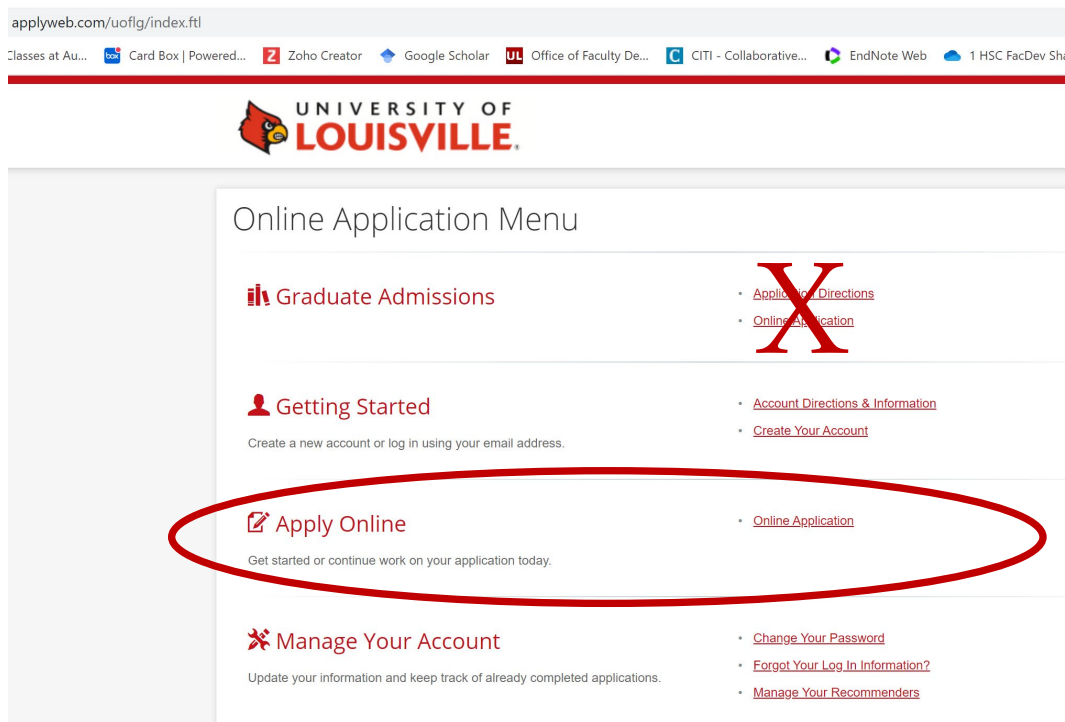 applyweb.com/uoflg/index.ftl
Classes at Au... box Card Box | Powered... Z Zoho Creator Google Scholar UL Office of Faculty De... C CITI - Collaborative... EndNote Web 1 HSC FacDev Sha
UNIVERSITY OF
LOUISVILLE.
Online Application Menu
Graduate Admissions
X
Application Directions
Online Application
Getting Started
Create a new account or log in using your email address.
Account Directions & Information
Create Your Account
Apply Online
Get started or continue work on your application today.
Online Application
Manage Your Account
Update your information and keep track of already completed applications.
Change Your Password
Forgot Your Log In Information?
Manage Your Recommenders